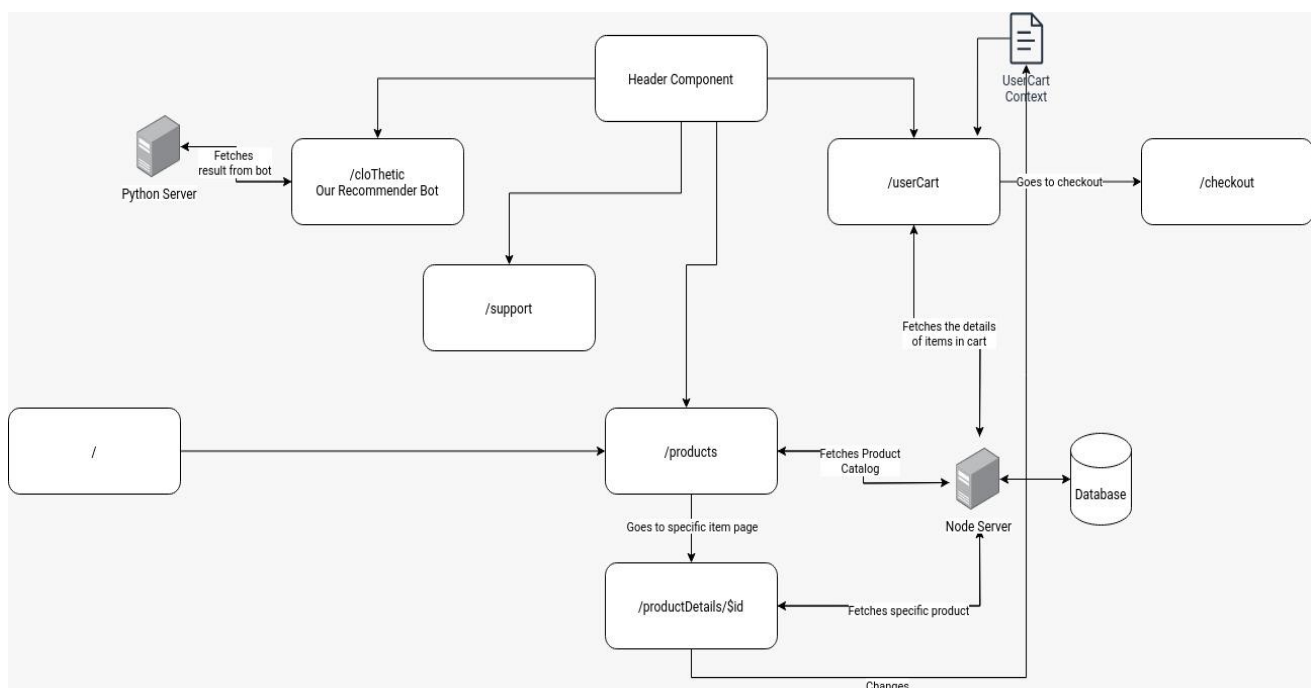 Header Component
UserCart
Context
Fetches
result from bot
Python Server
/cloThetic
Our Recommender Bot
/userCart
Goes to checkout
/checkout
/support
Fetches the details
of items in cart
/
/products
Fetches Product
Catalog
Node Server
Database
Goes to specific item page
/productDetails/$id
Fetches specific product
Changes